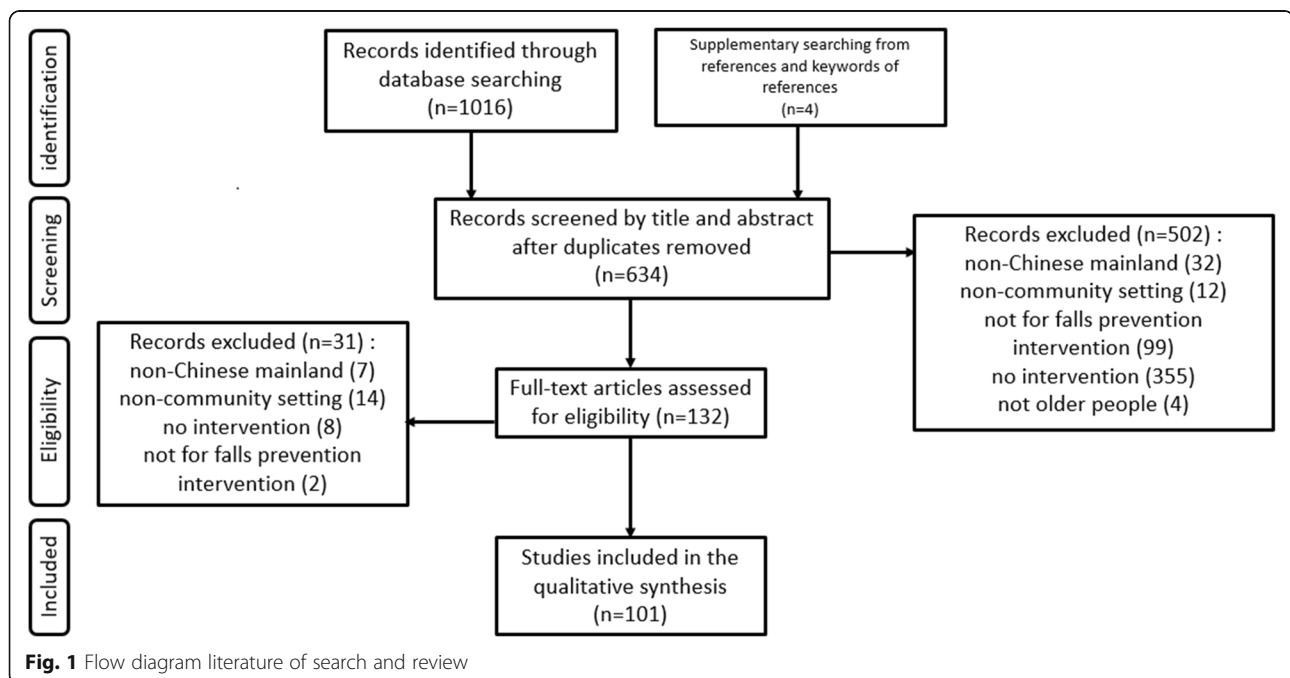 identification
Records identified through
database searching
(n=1016)
Supplementary searching from
references and keywords of
references
(n=4)
Screening
Records screened by title and abstract
after duplicates removed
(n=634)
Records excluded (n=502) :
non-Chinese mainland (32)
non-community setting (12)
not for falls prevention
intervention (99)
no intervention (355)
not older people (4)
Eligibility
Records excluded (n=31) :
non-Chinese mainland (7)
non-community setting (14)
no intervention (8)
not for falls prevention
intervention (2)
Full-text articles assessed
for eligibility (n=132)
Included
Studies included in the
qualitative synthesis
(n=101)
Fig. 1 Flow diagram literature of search and review